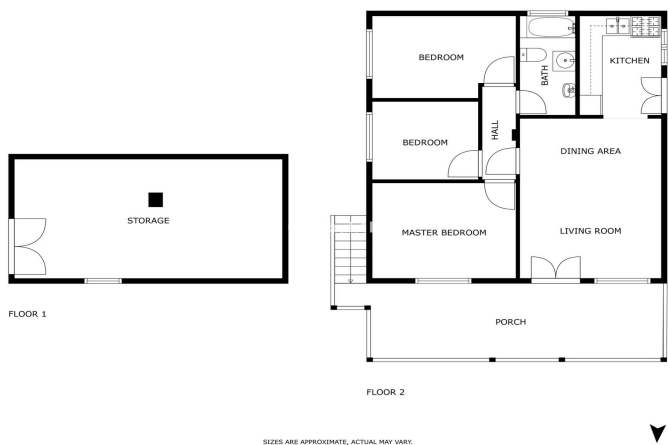 BEDROOM
KITCHEN
BATH
HALL
BEDROOM
DINING AREA
STORAGE
MASTER BEDROOM
LIVING ROOM
FLOOR 1
PORCH
FLOOR 2
SIZES ARE APPROXIMATE, ACTUAL MAY VARY.